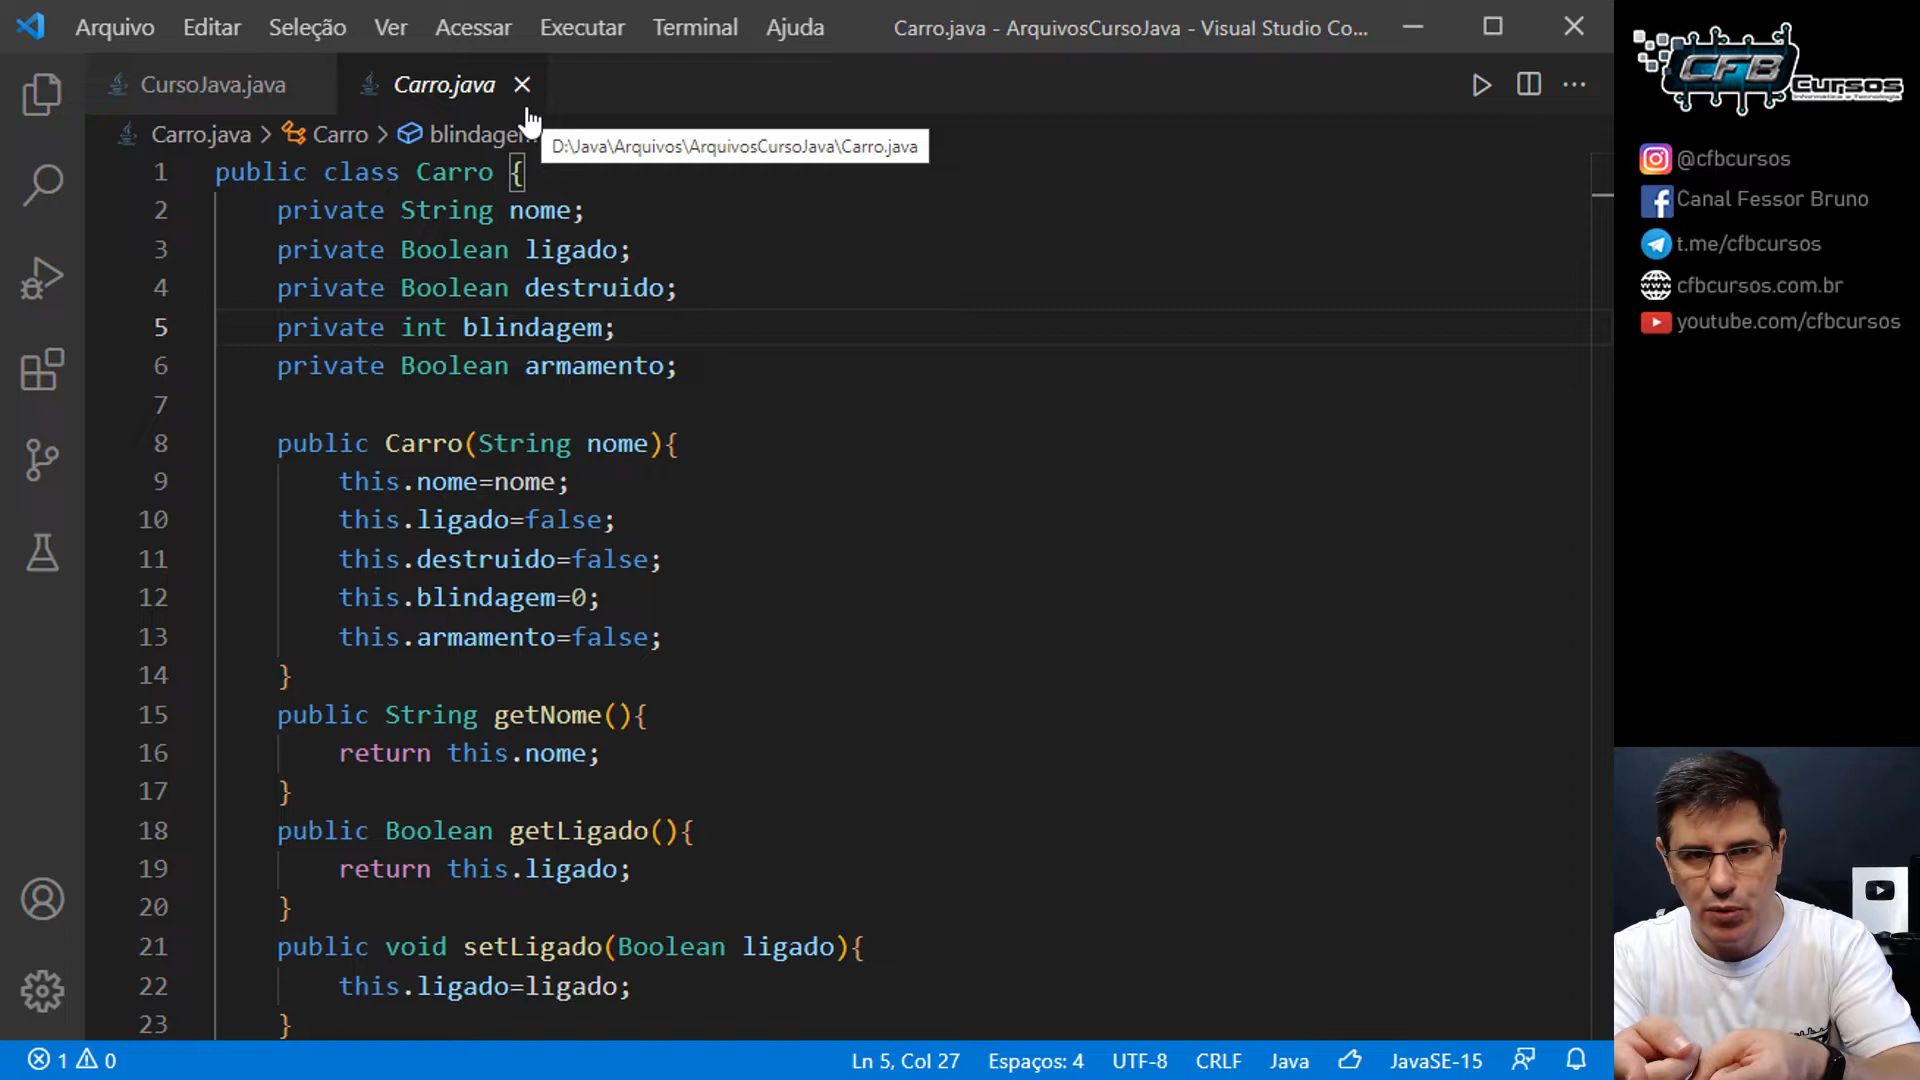 Arquivo Editar Seleção Ver Acessar Executar Terminal Ajuda Carro.java - ArquivosCursoJava - Visual Studio Co...
CursoJava.java Carro.java
Carro.java > Carro > blindagem
D:\Java\Arquivos\ArquivosCursoJava\Carro.java
1 public class Carro {
2 private String nome;
3 private Boolean ligado;
4 private Boolean destruido;
5 private int blindagem;
6 private Boolean armamento;
7
8 public Carro(String nome){
9 this.nome=nome;
10 this.ligado=false;
11 this.destruido=false;
12 this.blindagem=0;
13 this.armamento=false;
14 }
15 public String getNome(){
16 return this.nome;
17 }
18 public Boolean getLigado(){
19 return this.ligado;
20 }
21 public void setLigado(Boolean ligado){
22 this.ligado=ligado;
23 }
1 0 Ln 5, Col 27 Espaços: 4 UTF-8 CRLF Java JavaSE-15
CFB Cursos
@cfbcursos
Canal Fessor Bruno
t.me/cfbcursos
cfbcursos.com.br
youtube.com/cfbcursos